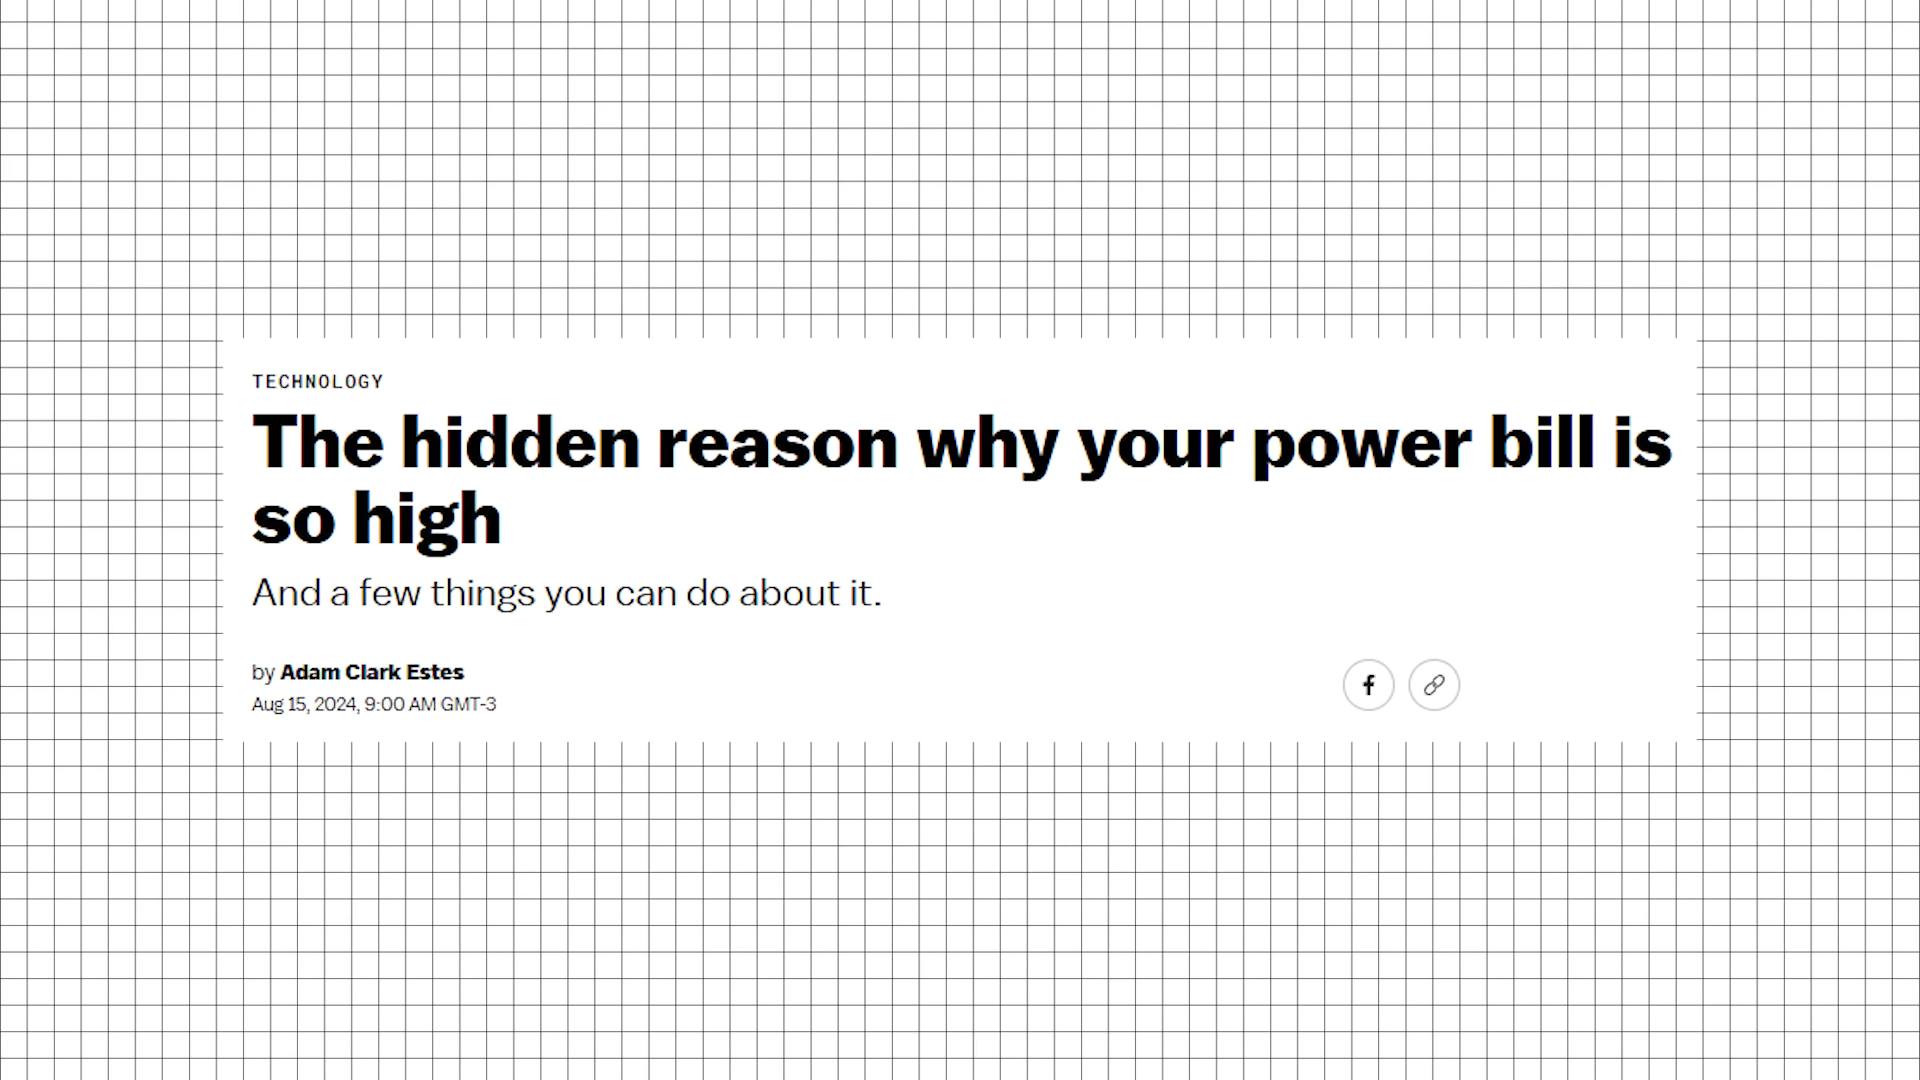 TECHNOLOGY
The hidden reason why your power bill is
so high
And a few things you can do about it.
by Adam Clark Estes
Aug 15, 2024, 9:00 AM GMT-3